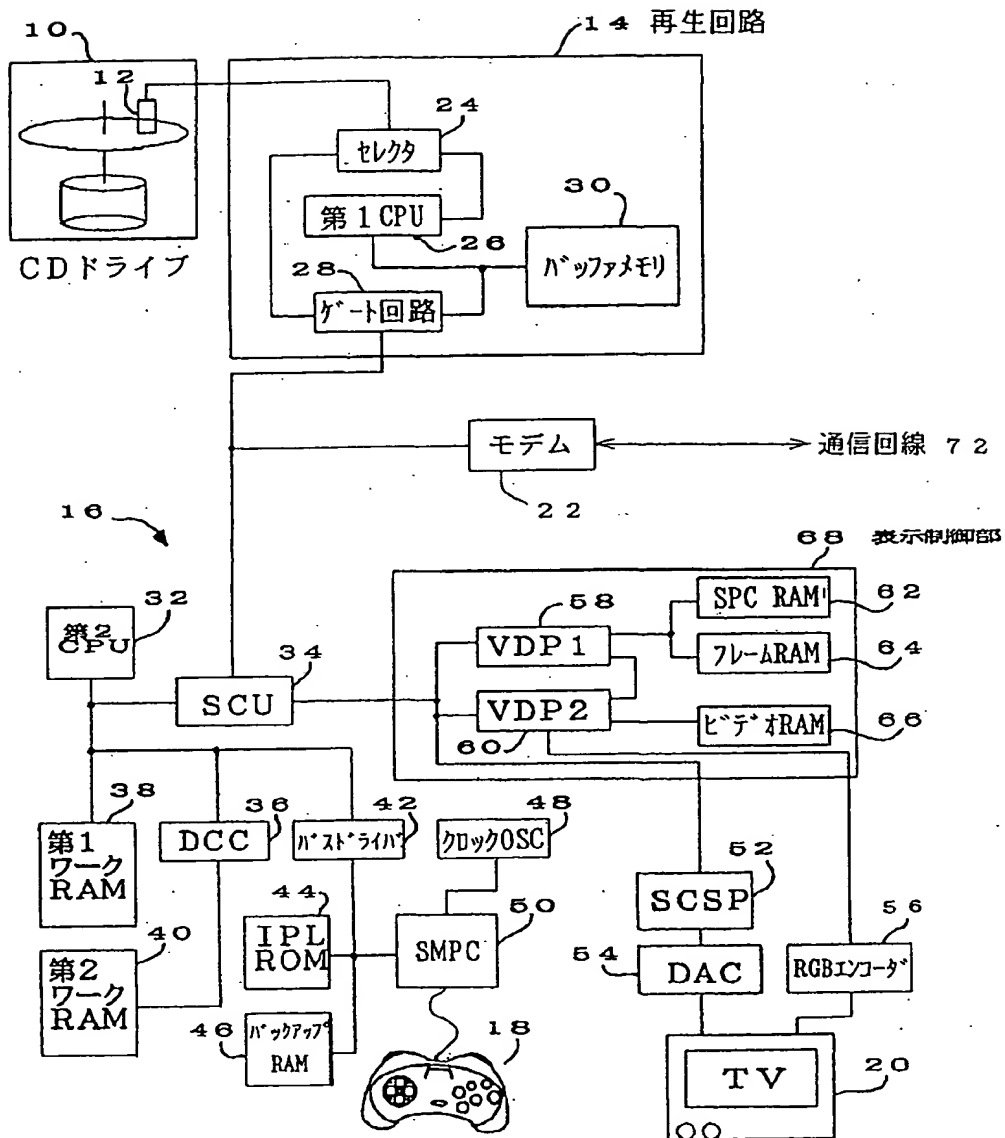 10
14 再生回路
12
24
セレクタ
30
第1CPU
26
バッファメモリ
CDドライブ
28
ゲート回路
モデム
通信回線 72
22
16
68 表示制御部
32
第2
CPU
58
SPC RAM
62
VDP1
34
フレームRAM
64
SCU
VDP2
60
ビデオRAM
66
38
36
42
48
第1
ワーク
RAM
DCC
バスドライバ
クロックOSC
52
44
50
SCSP
56
40
IPL
ROM
SMPC
54
第2
ワーク
RAM
DAC
RGBエンコーダ
46
バックアップ
RAM
18
TV
20